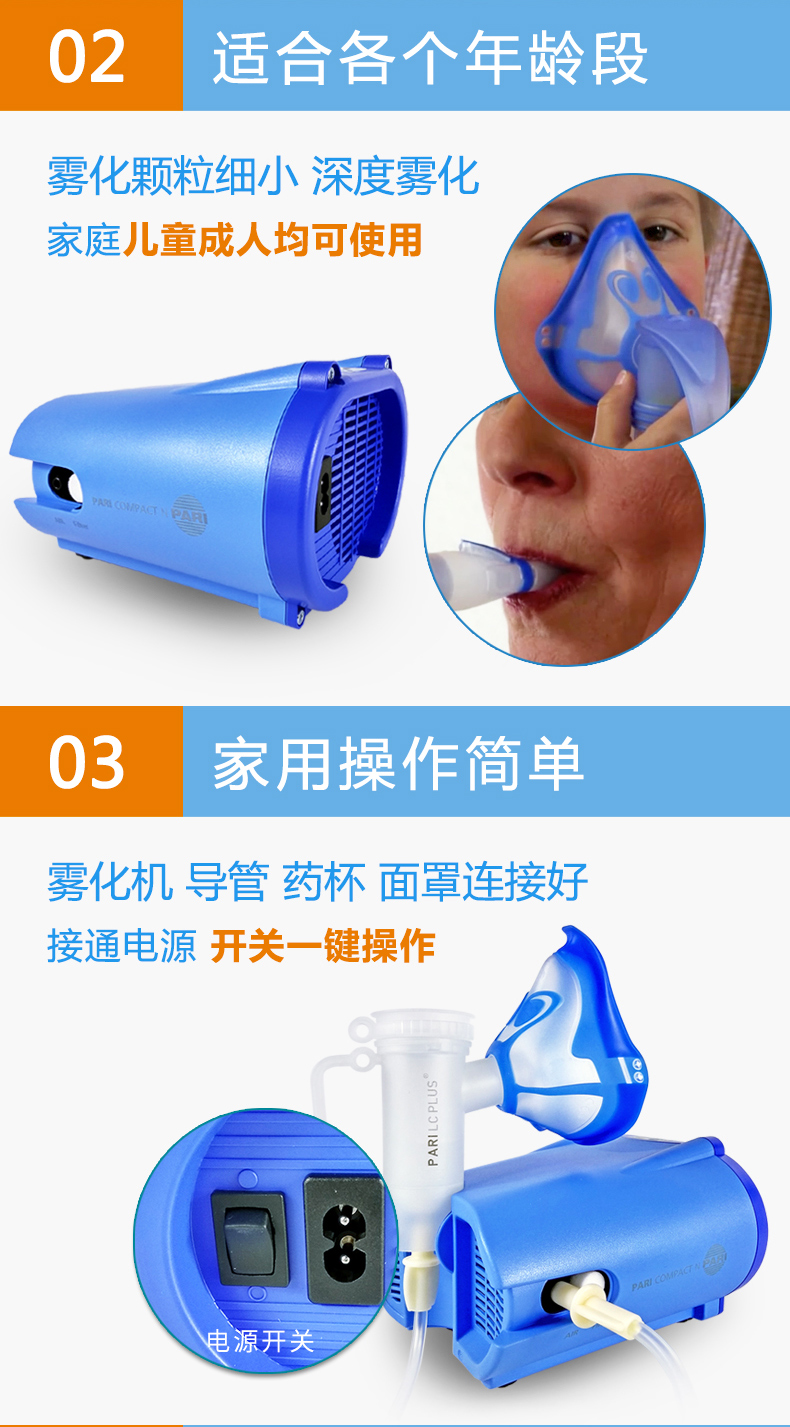 02 适合各个年龄段
雾化颗粒细小 深度雾化
家庭儿童成人均可使用
PARI COMPACT
PARI
03 家用操作简单
雾化机 导管 药杯 面罩连接好
接通电源 开关一键操作
PARI LC PLUS®
PARI COMPACT
PARI
电源开关